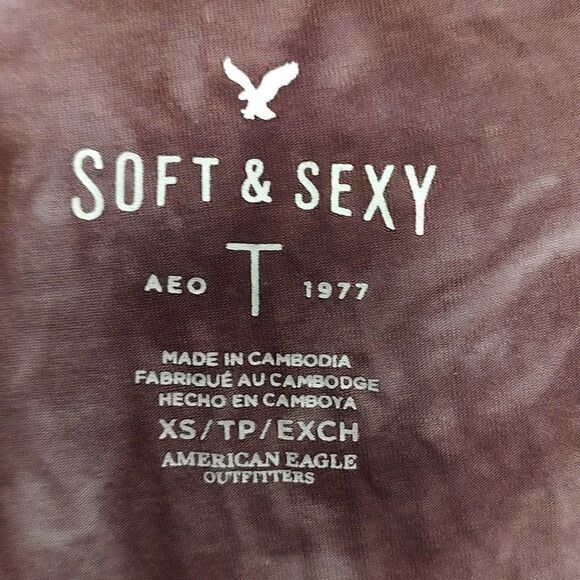 SOFT & SEXY
AEO T 1977
MADE IN CAMBODIA
FABRIQUÉ AU CAMBODGE
HECHO EN CAMBOYA
XS/TP/EXCH
AMERICAN EAGLE
OUTFITTERS